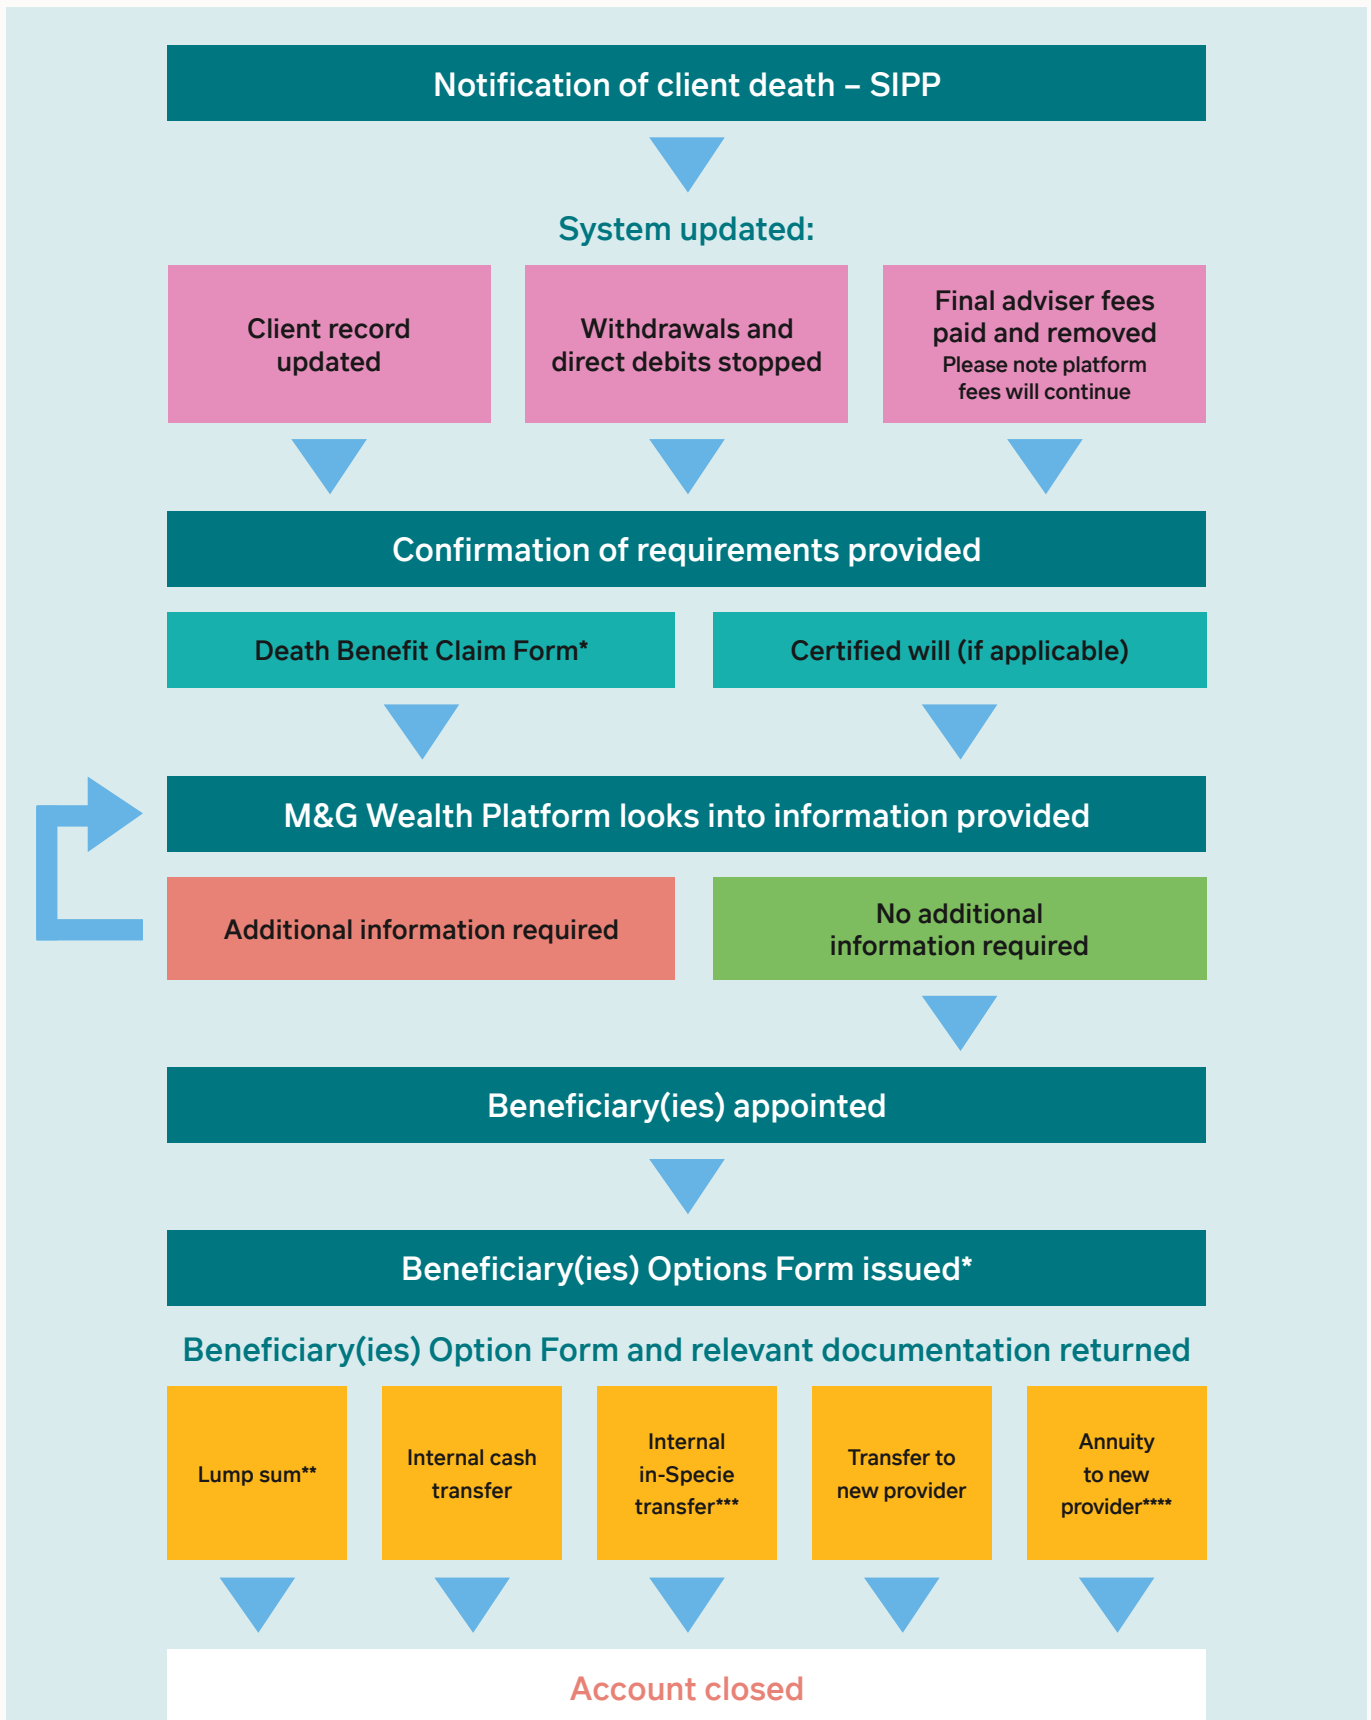 Notification of client death – SIPP
System updated:
Client record
updated
Withdrawals and
direct debits stopped
Final adviser fees
paid and removed
Please note platform
fees will continue
Confirmation of requirements provided
Death Benefit Claim Form*
Certified will (if applicable)
M&G Wealth Platform looks into information provided
Additional information required
No additional
information required
Beneficiary(ies) appointed
Beneficiary(ies) Options Form issued*
Beneficiary(ies) Option Form and relevant documentation returned
Lump sum**
Internal cash
transfer
Internal
in-Specie
transfer***
Transfer to
new provider
Annuity
to new
provider****
Account closed